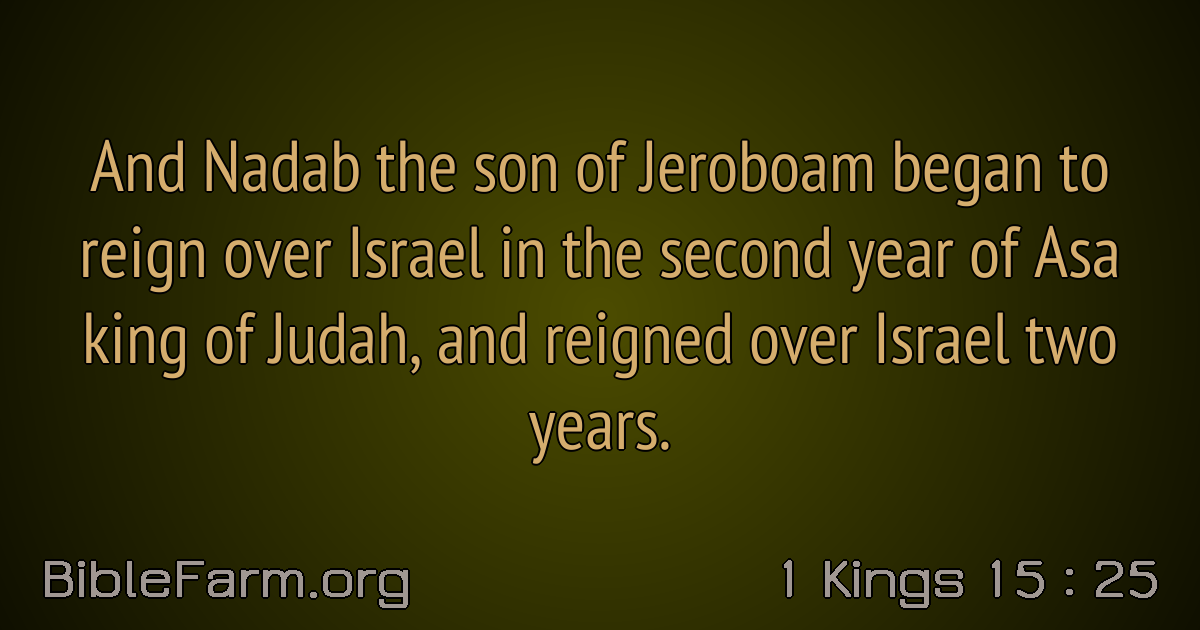 And Nadab the son of Jeroboam began to
reign over Israel in the second year of Asa
king of Judah, and reigned over Israel two
years.
BibleFarm.org
1 Kings 15 : 25